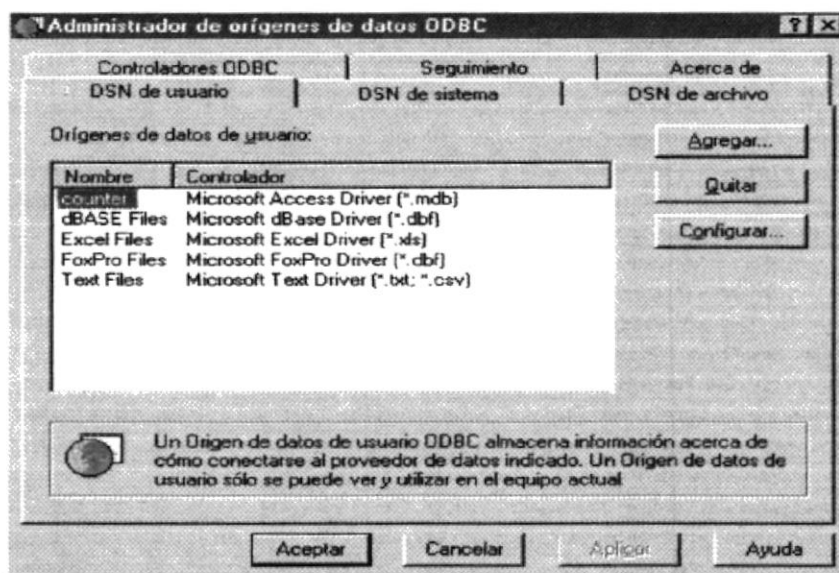 Administrador de orígenes de datos ODBC
Controladores ODBC Seguimiento Acerca de
DSN de usuario DSN de sistema DSN de archivo
Orígenes de datos de usuario:
Agregar...
Nombre Controlador
counter Microsoft Access Driver (*.mdb)
Quitar
dBASE Files Microsoft dBase Driver (*.dbf)
Excel Files Microsoft Excel Driver (*.xls)
Configurar...
FoxPro Files Microsoft FoxPro Driver (*.dbf)
Text Files Microsoft Text Driver (*.txt; *.csv)
Un Origen de datos de usuario ODBC almacena información acerca de
cómo conectarse al proveedor de datos indicado. Un Origen de datos de
usuario sólo se puede ver y utilizar en el equipo actual
Aceptar Cancelar Aplicar Ayuda